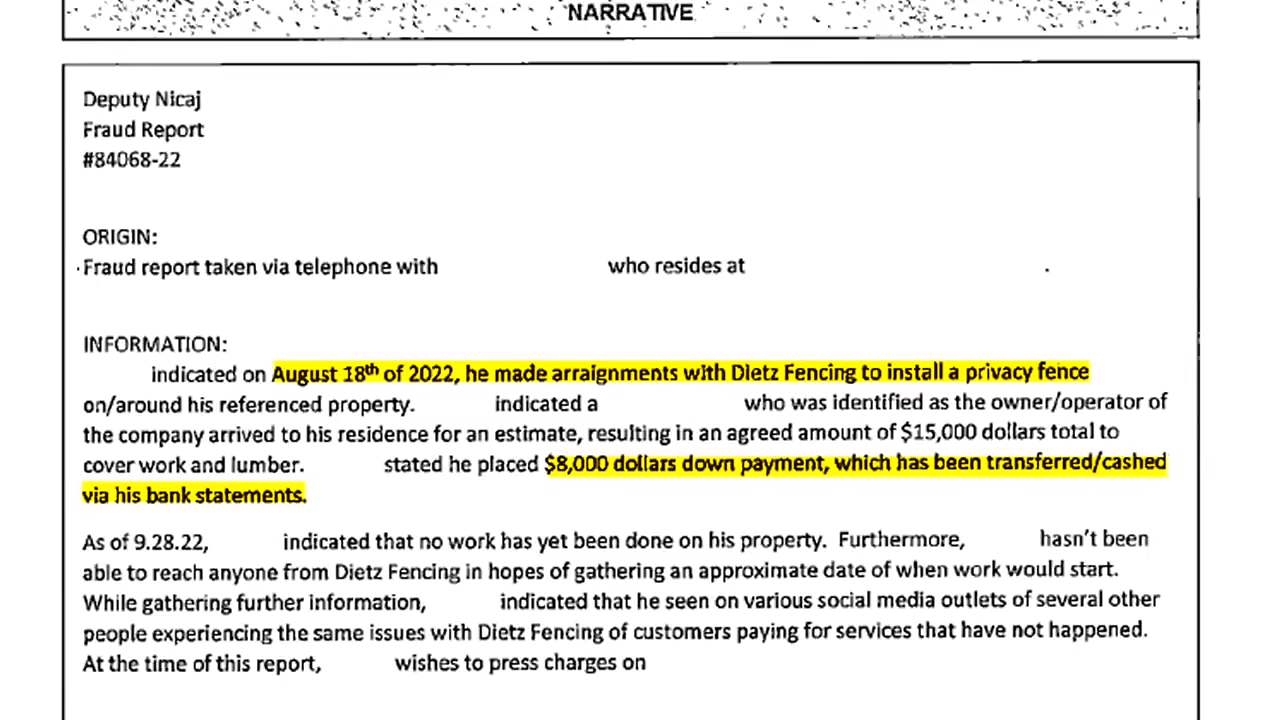 NARRATIVE
Deputy Nicaj
Fraud Report
#84068-22
ORIGIN:
Fraud report taken via telephone with who resides at .
INFORMATION:
indicated on August 18th of 2022, he made arraignments with Dietz Fencing to install a privacy fence
on/around his referenced property. indicated a who was identified as the owner/operator of
the company arrived to his residence for an estimate, resulting in an agreed amount of $15,000 dollars total to
cover work and lumber. stated he placed $8,000 dollars down payment, which has been transferred/cashed
via his bank statements.
As of 9.28.22, indicated that no work has yet been done on his property. Furthermore, hasn't been
able to reach anyone from Dietz Fencing in hopes of gathering an approximate date of when work would start.
While gathering further information, indicated that he seen on various social media outlets of several other
people experiencing the same issues with Dietz Fencing of customers paying for services that have not happened.
At the time of this report, wishes to press charges on